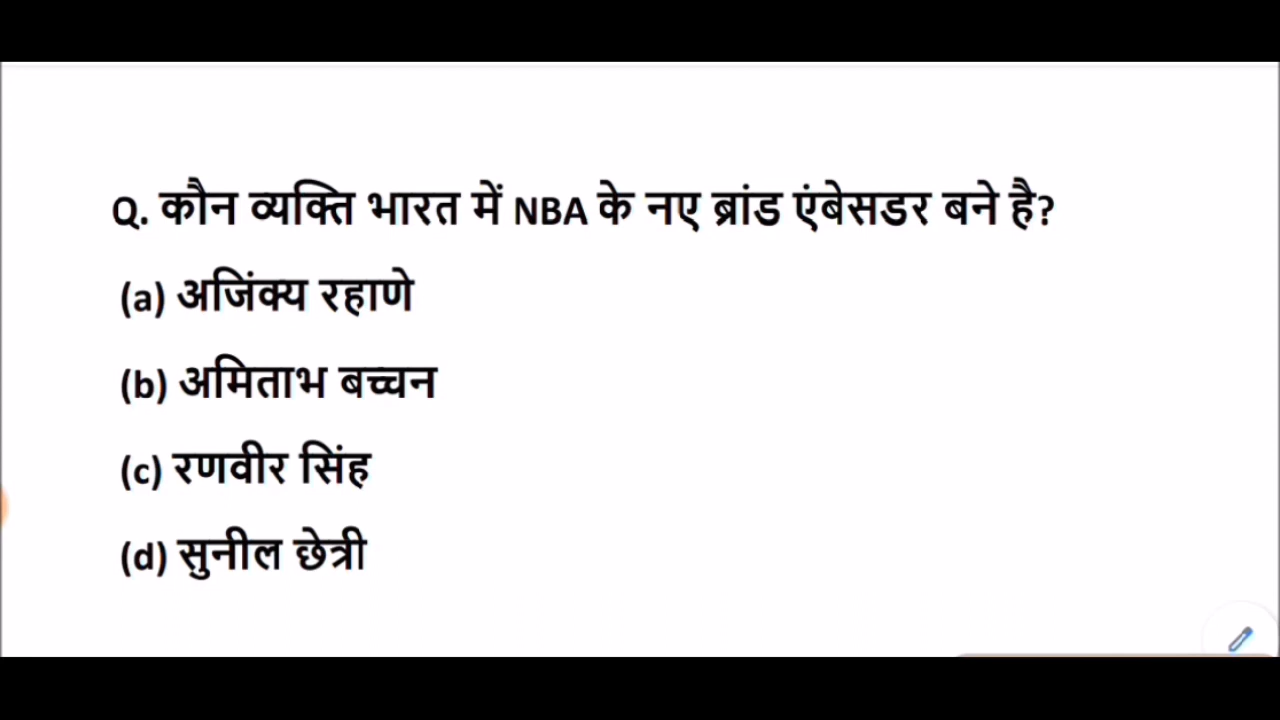 Q. कौन व्यक्ति भारत में NBA के नए ब्रांड एंबेसडर बने है?
(a) अजिंक्य रहाणे
(b) अमिताभ बच्चन
(c) रणवीर सिंह
(d) सुनील छेत्री